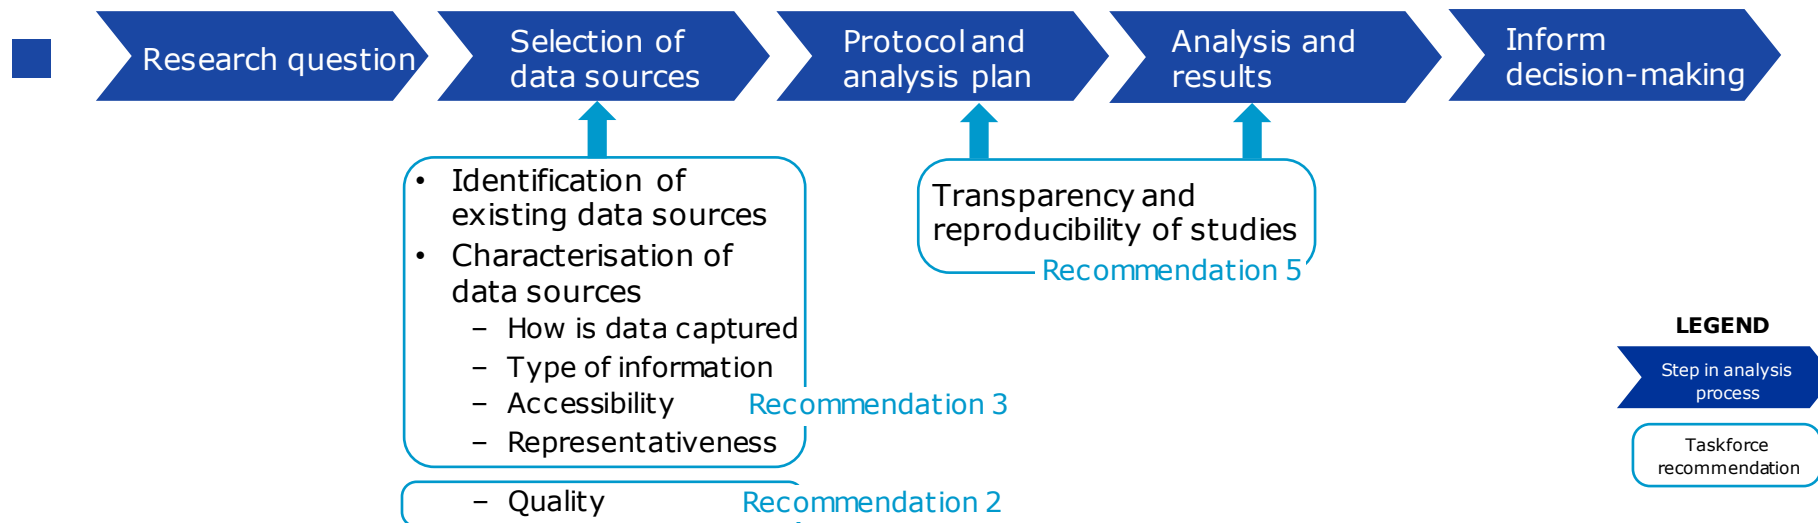 Research question
Selection of
data sources
Protocol and
analysis plan
Analysis and
results
Inform
decision-making
• Identification of
existing data sources
• Characterisation of
data sources
– How is data captured
– Type of information
– Accessibility
– Representativeness
Recommendation 3
– Quality
Recommendation 2
Transparency and
reproducibility of studies
Recommendation 5
LEGEND
Step in analysis
process
Taskforce
recommendation